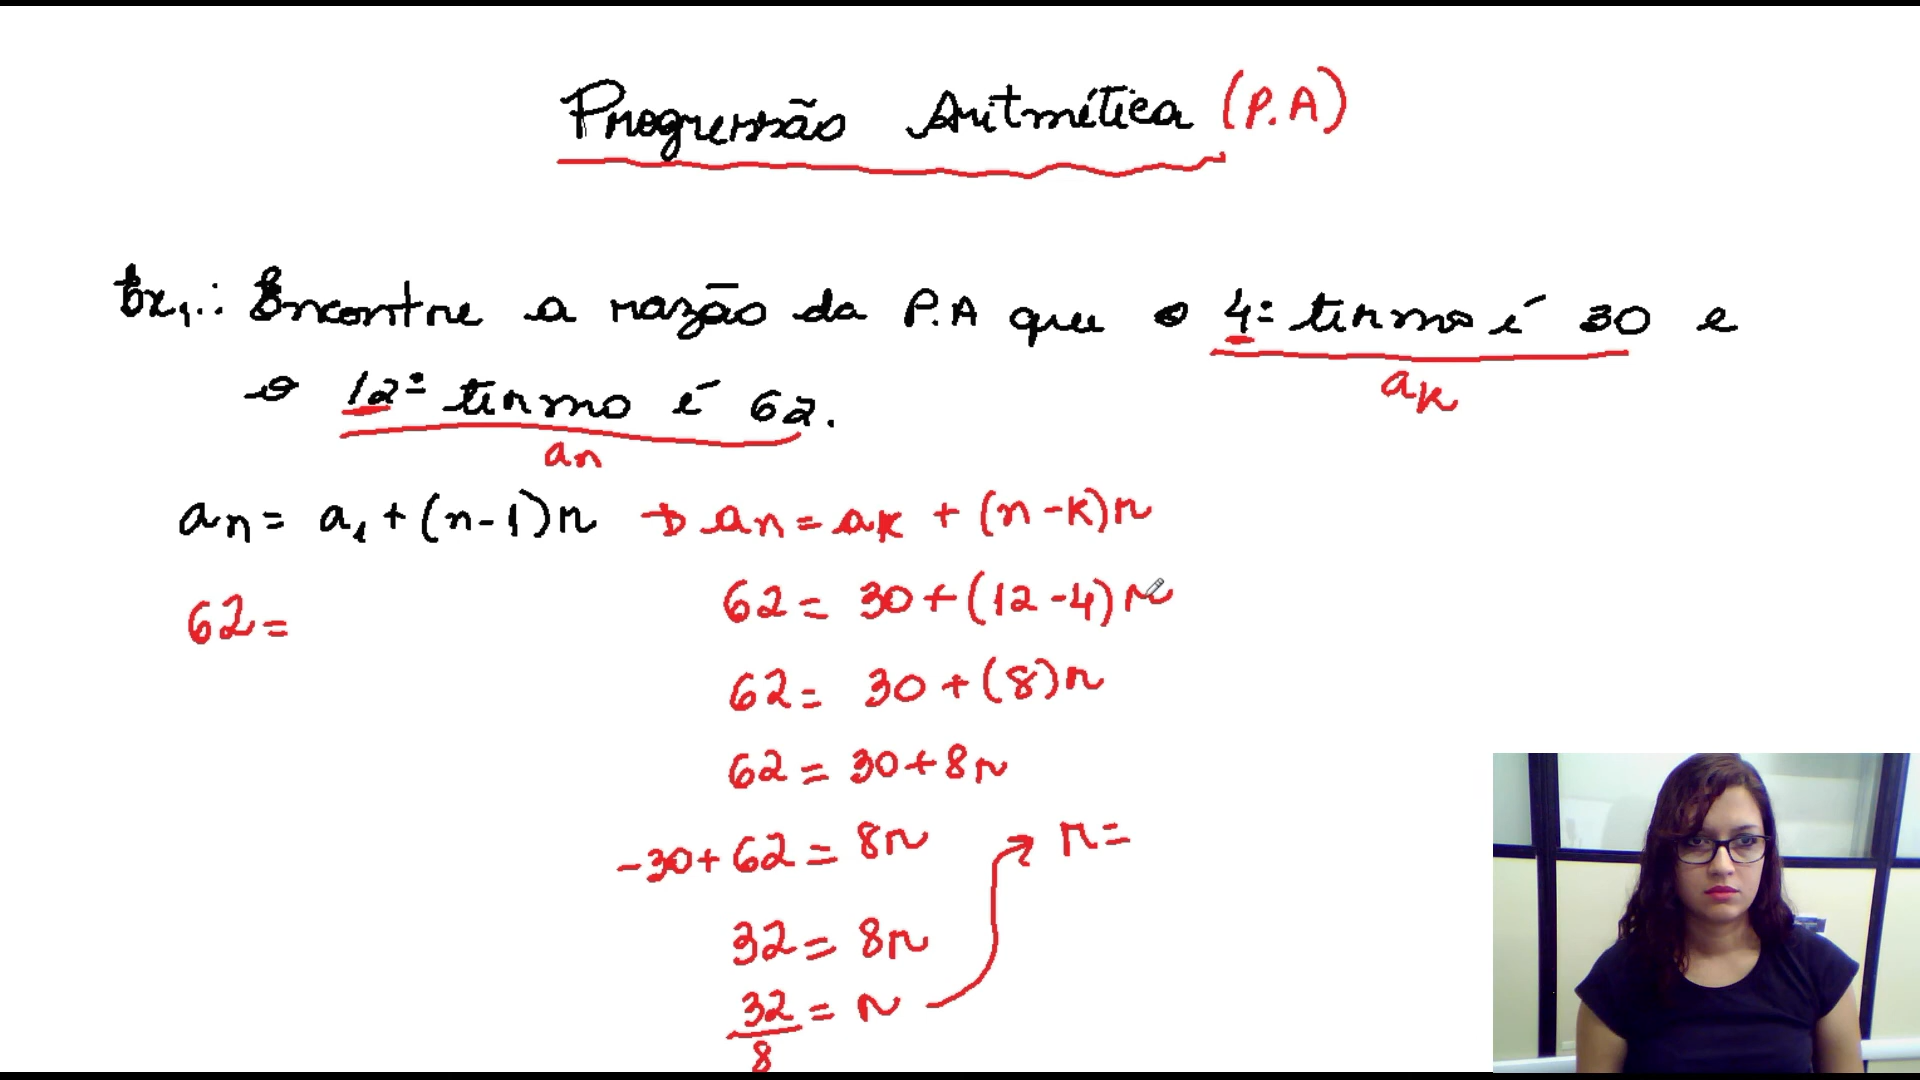 Progressão Aritmética (P.A)
Ex1.: Encontre a razão da P.A que o 4º termo é 30 e
ak
o 12º termo é 62.
an
an = a1 + (n-1)r → an = ak + (n-k)r
62 =
62 = 30 + (12-4)r
62 = 30 + (8)r
62 = 30 + 8r
-30 + 62 = 8r
r =
32 = 8r
32/8 = r